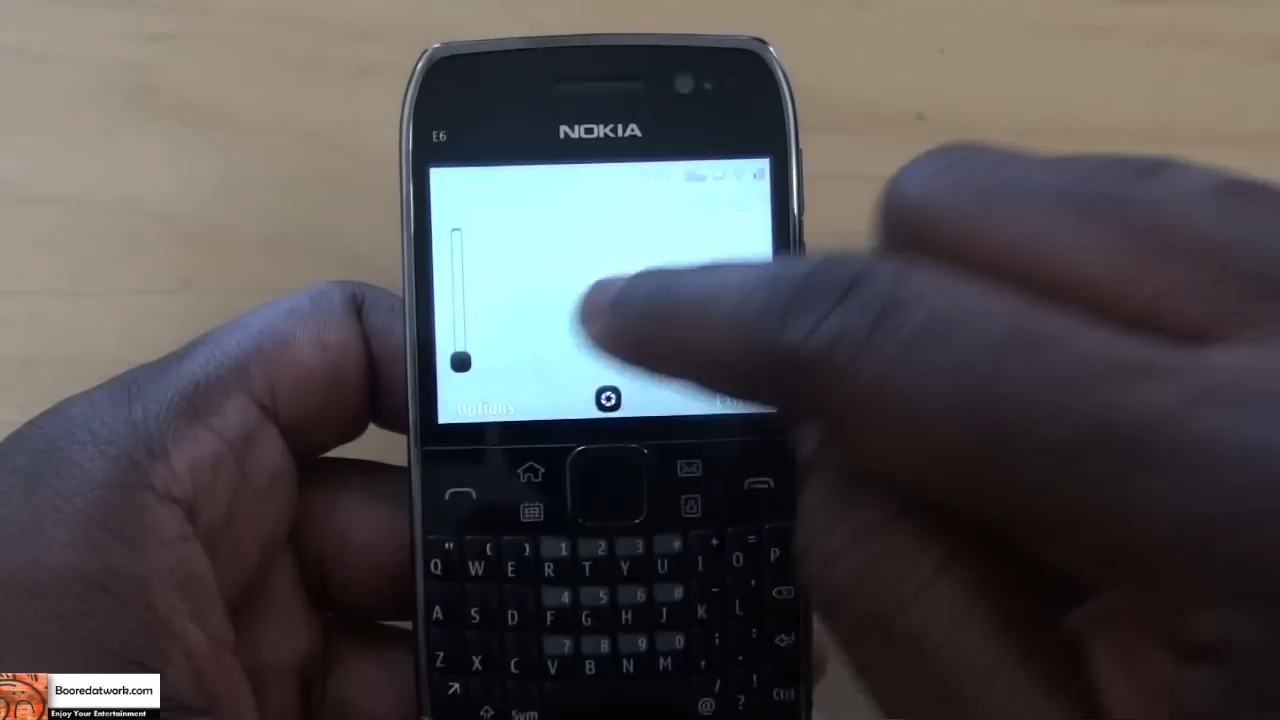 E6
NOKIA
Options
" ( ) 1 2 3 * + =
Q W E R T Y U I O P
4 5 6 # - '
A S D F G H J K L
7 8 9 0 ; :
Z X C V B N M , .
/ !
Sym @ ? Ctrl
Booredatwork.com
Enjoy Your Entertainment